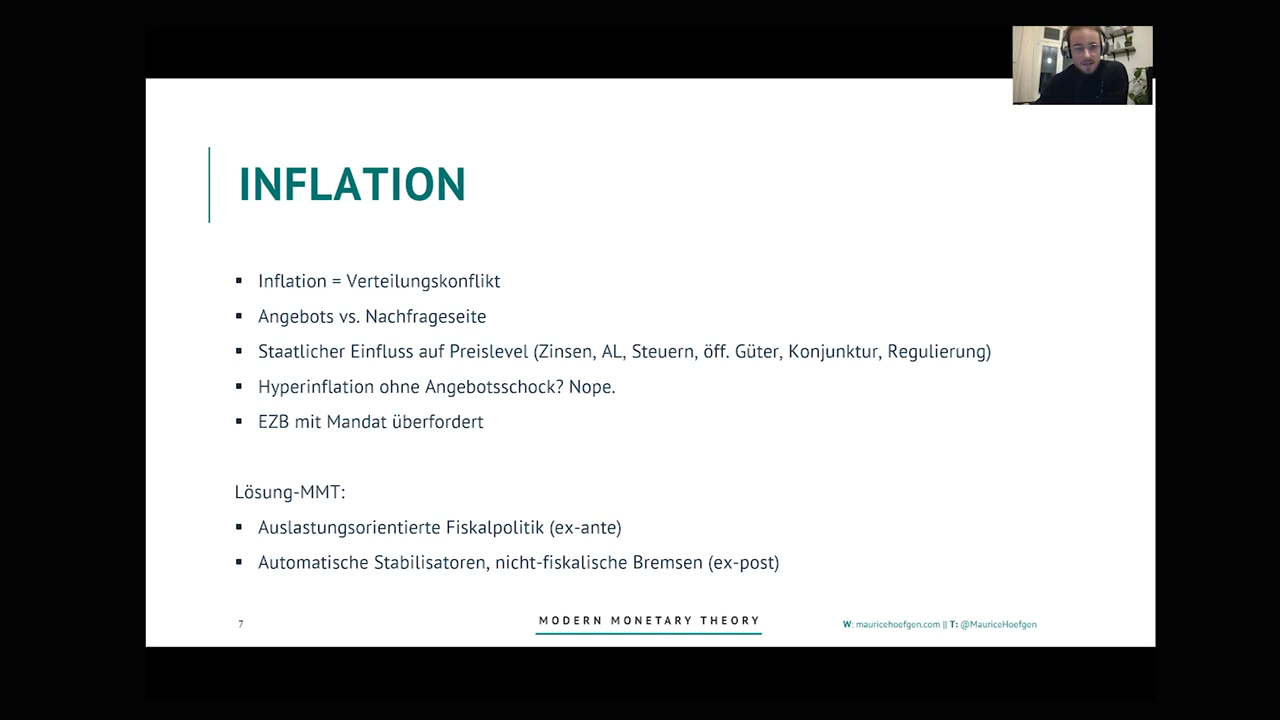 INFLATION
▪ Inflation = Verteilungskonflikt
▪ Angebots vs. Nachfrageseite
▪ Staatlicher Einfluss auf Preislevel (Zinsen, AL, Steuern, öff. Güter, Konjunktur, Regulierung)
▪ Hyperinflation ohne Angebotsschock? Nope.
▪ EZB mit Mandat überfordert
Lösung-MMT:
▪ Auslastungsorientierte Fiskalpolitik (ex-ante)
▪ Automatische Stabilisatoren, nicht-fiskalische Bremsen (ex-post)
7
MODERN MONETARY THEORY
W: mauricehoefgen.com || T: @MauriceHoefgen